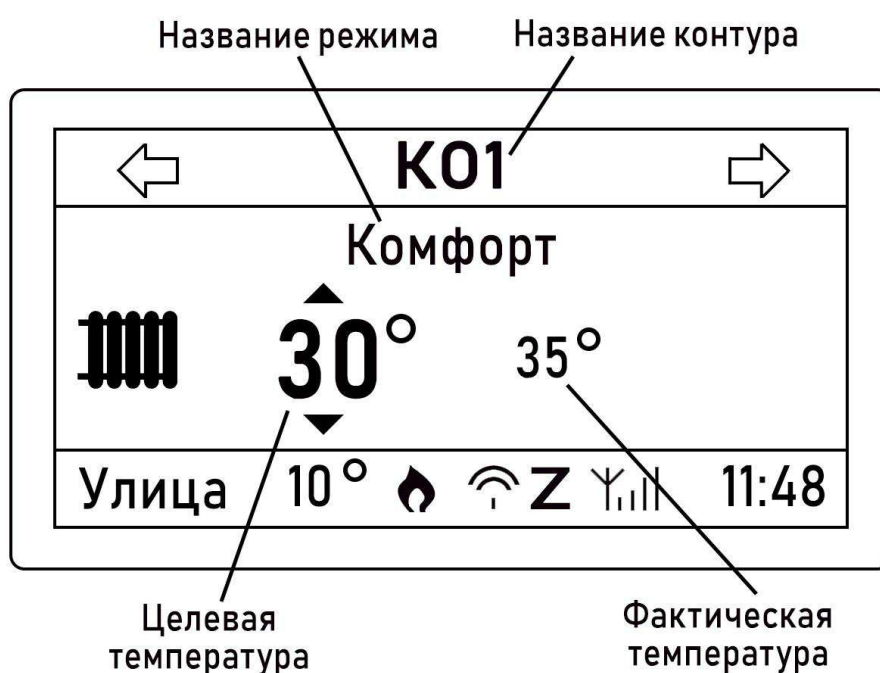 Название режима Название контура
КО1
Комфорт
30° 35°
Улица 10° Z 11:48
Целевая Фактическая
температура температура